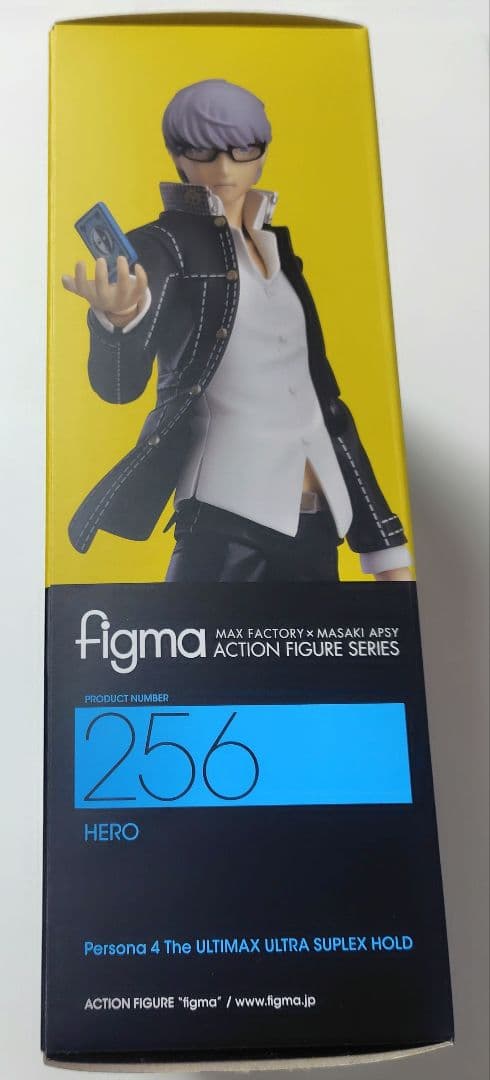 figma
MAX FACTORY×MASAKI APSY
ACTION FIGURE SERIES
PRODUCT NUMBER
256
HERO
Persona 4 The ULTIMAX ULTRA SUPLEX HOLD
ACTION FIGURE "figma" / www.figma.jp